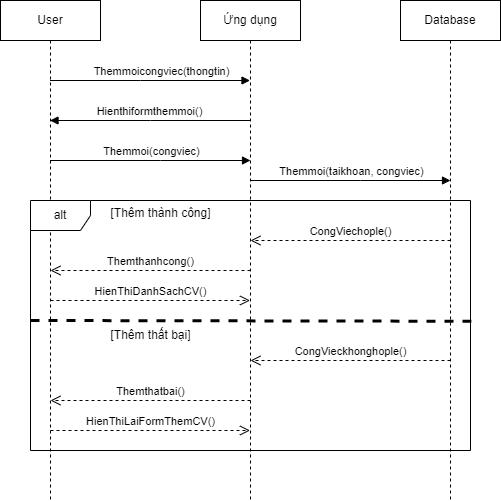 User
Ứng dụng
Database
Themmoicongviec(thongtin)
Hienthiformthemmoi()
Themmoi(congviec)
Themmoi(taikhoan, congviec)
alt
[Thêm thành công]
CongViechople()
Themthanhcong()
HienThiDanhSachCV()
[Thêm thất bại]
CongVieckhonghople()
Themthatbai()
HienThiLaiFormThemCV()